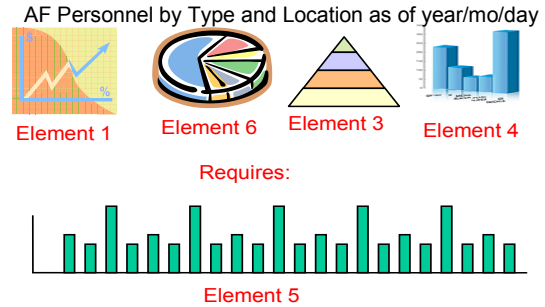 AF Personnel by Type and Location as of year/mo/day
$
%
Element 1
Element 6
Element 3
Element 4
Requires:
Element 5